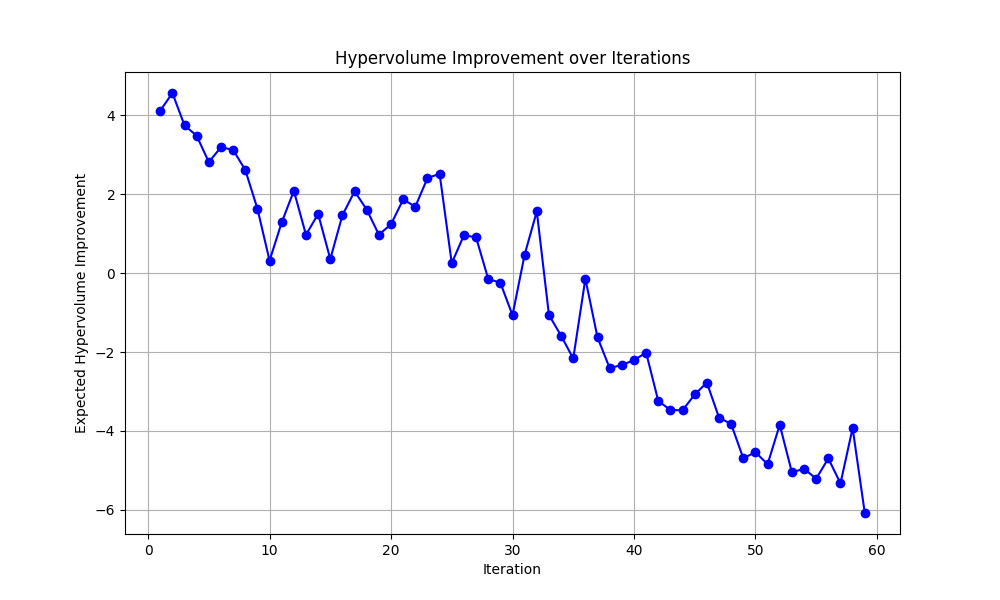 Hypervolume Improvement over Iterations
Expected Hypervolume Improvement
4
2
0
−2
−4
−6
0 10 20 30 40 50 60
Iteration